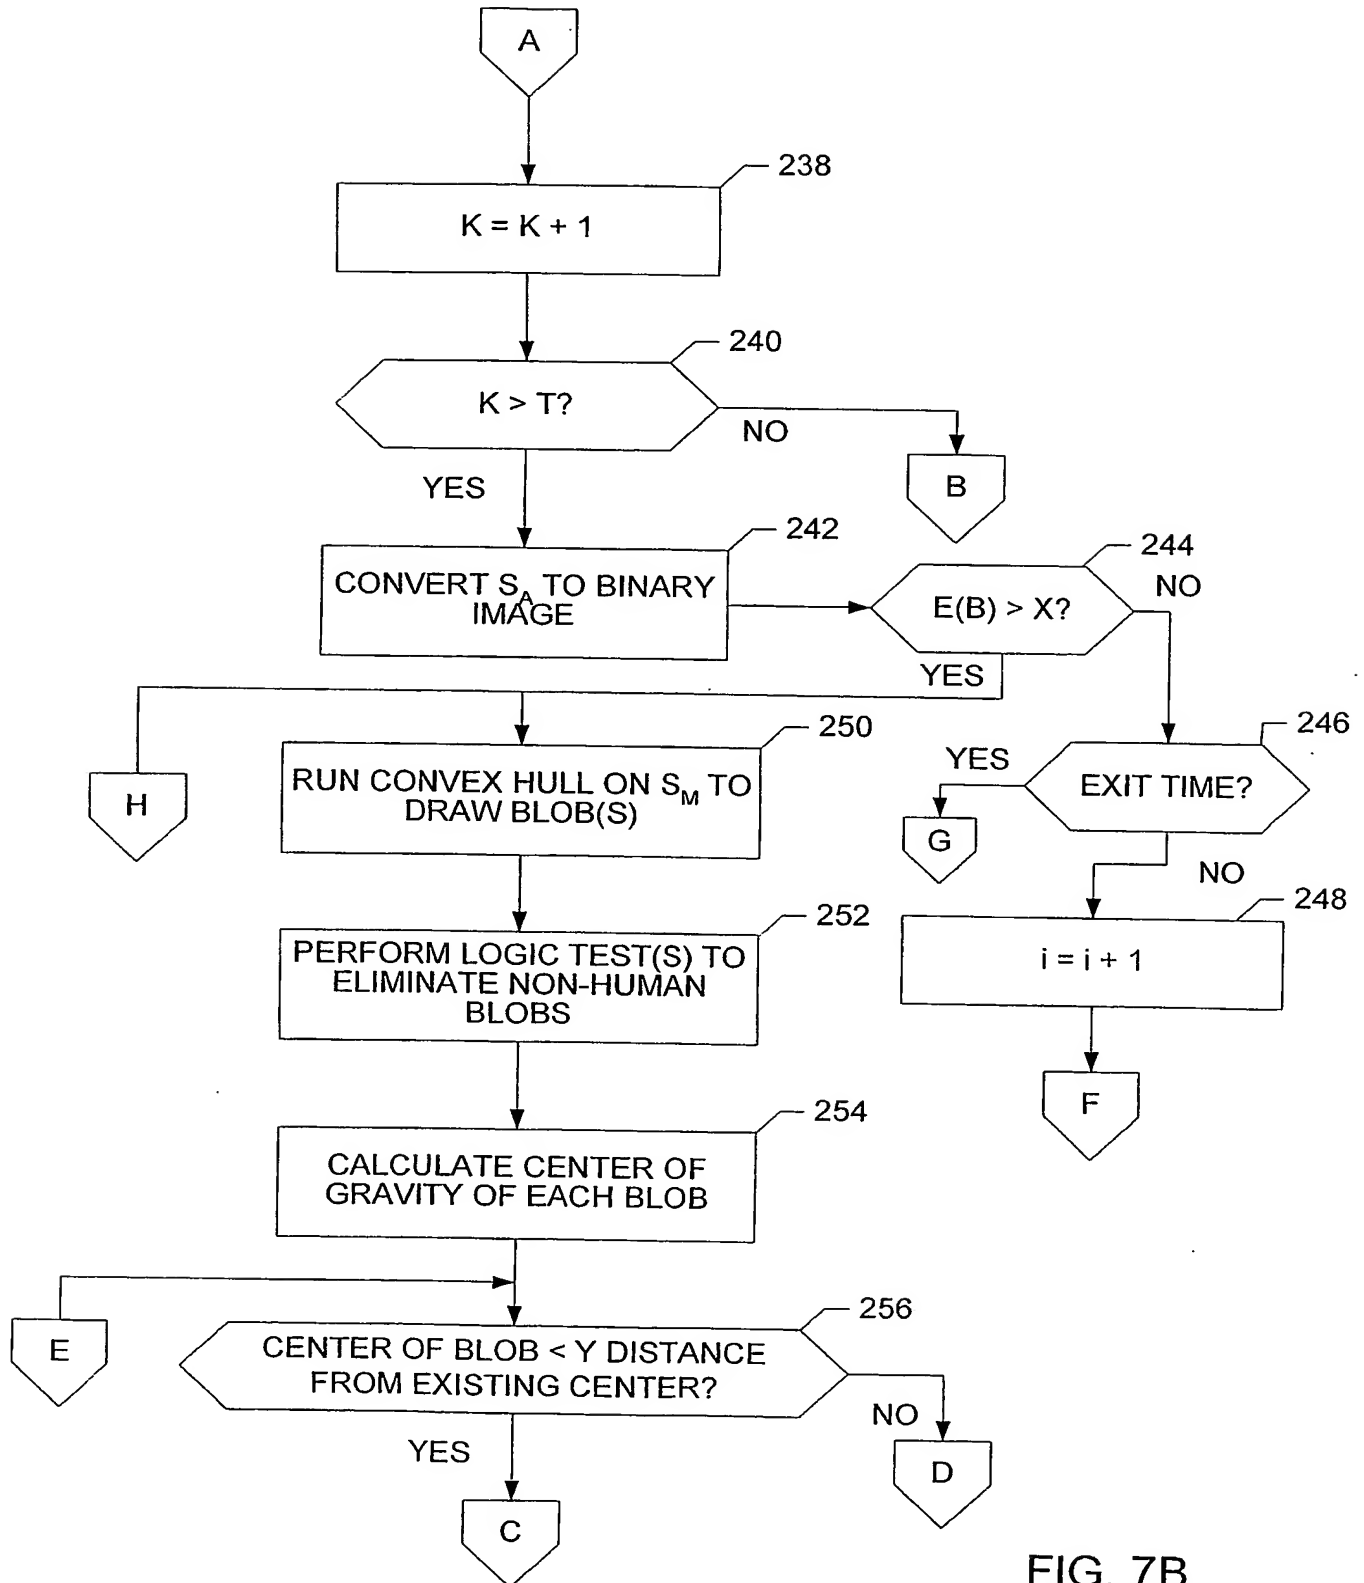 A
238
K = K + 1
240
K > T?
NO
B
YES
242
CONVERT S_A TO BINARY
IMAGE
244
E(B) > X?
NO
YES
H
250
RUN CONVEX HULL ON S_M TO
DRAW BLOB(S)
246
EXIT TIME?
YES
G
NO
248
i = i + 1
F
252
PERFORM LOGIC TEST(S) TO
ELIMINATE NON-HUMAN
BLOBS
254
CALCULATE CENTER OF
GRAVITY OF EACH BLOB
E
256
CENTER OF BLOB < Y DISTANCE
FROM EXISTING CENTER?
NO
D
YES
C
FIG. 7B